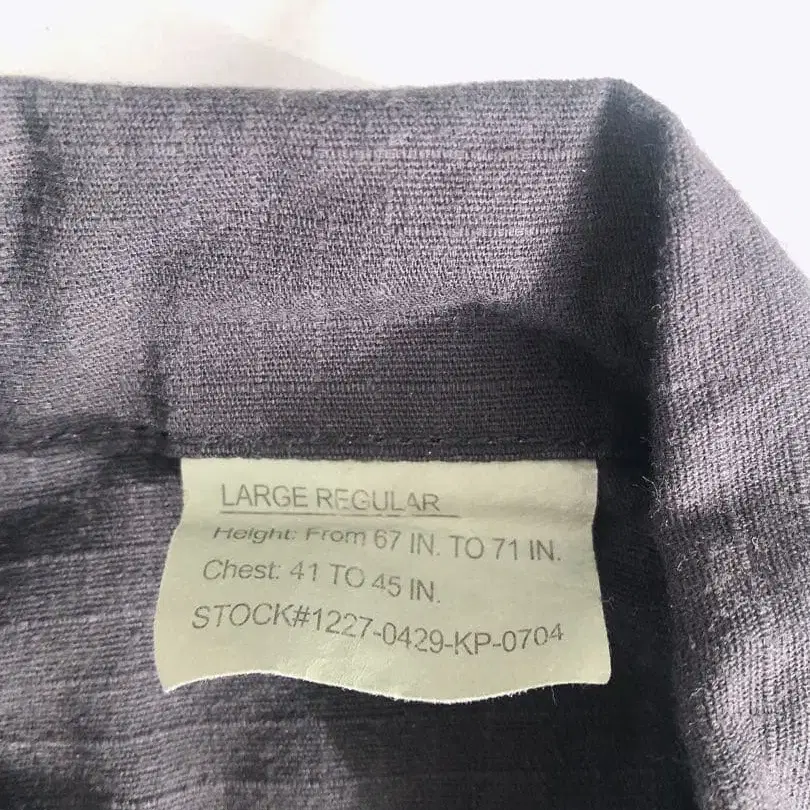 LARGE REGULAR
Height: From 67 IN. TO 71 IN.
Chest: 41 TO 45 IN.
STOCK#1227-0429-KP-0704